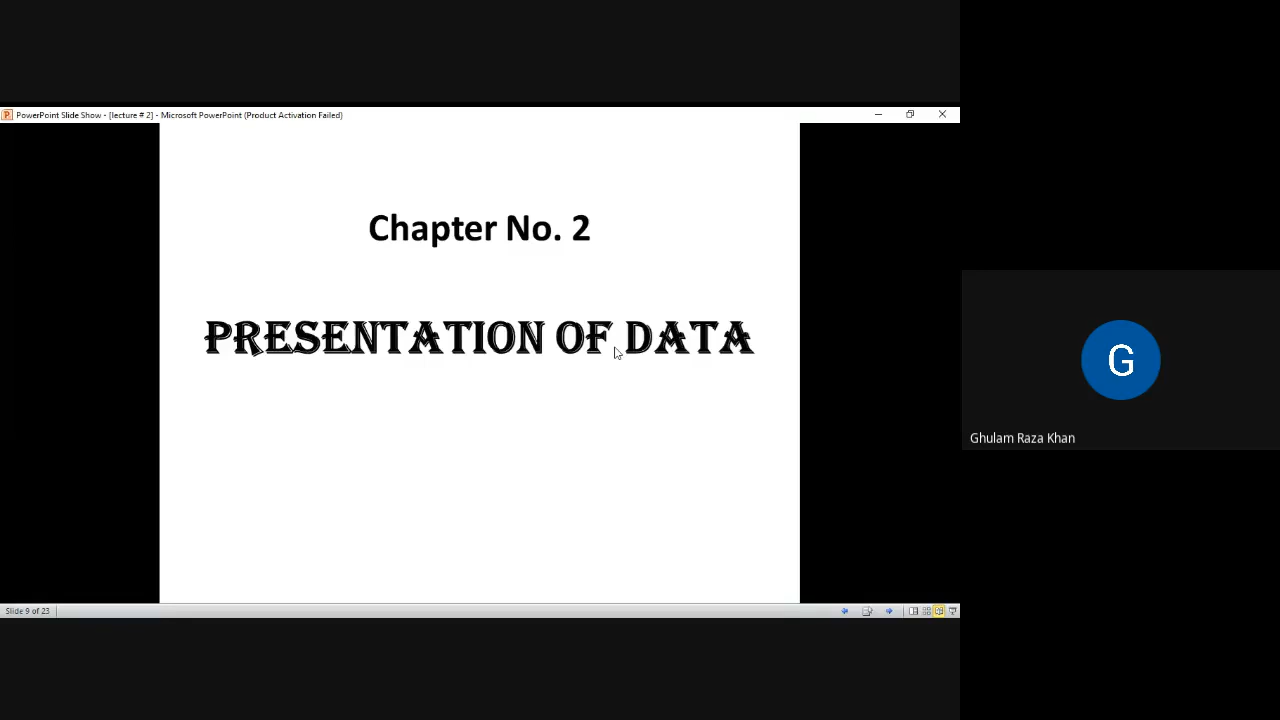 PowerPoint Slide Show - [lecture # 2] - Microsoft PowerPoint (Product Activation Failed)
Chapter No. 2
PRESENTATION OF DATA
G
Ghulam Raza Khan
Slide 9 of 23